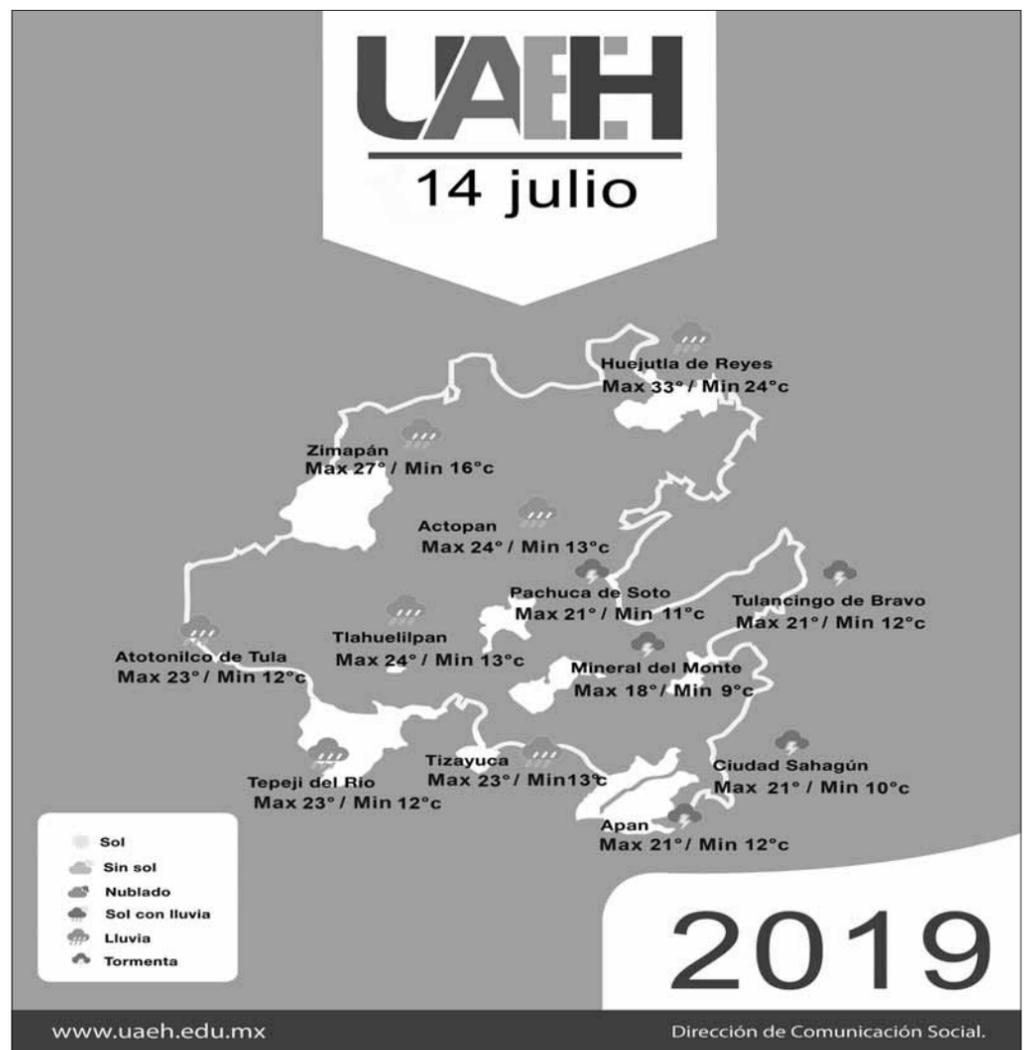 UAEH
14 julio
Huejutla de Reyes
Max 33° / Min 24°c
Zimapán
Max 27° / Min 16°c
Actopan
Max 24° / Min 13°c
Pachuca de Soto
Max 21° / Min 11°c
Tulancingo de Bravo
Max 21° / Min 12°c
Tlahuelilpan
Max 24° / Min 13°c
Atotonilco de Tula
Max 23° / Min 12°c
Mineral del Monte
Max 18° / Min 9°c
Tizayuca
Max 23° / Min13°c
Ciudad Sahagún
Max 21° / Min 10°c
Tepeji del Río
Max 23° / Min 12°c
Apan
Max 21° / Min 12°c
Sol
Sin sol
Nublado
Sol con lluvia
Lluvia
Tormenta
2019
www.uaeh.edu.mx
Dirección de Comunicación Social.